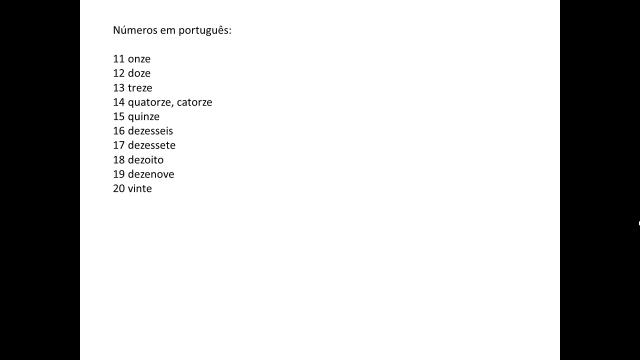 Números em português:
11 onze
12 doze
13 treze
14 quatorze, catorze
15 quinze
16 dezesseis
17 dezessete
18 dezoito
19 dezenove
20 vinte